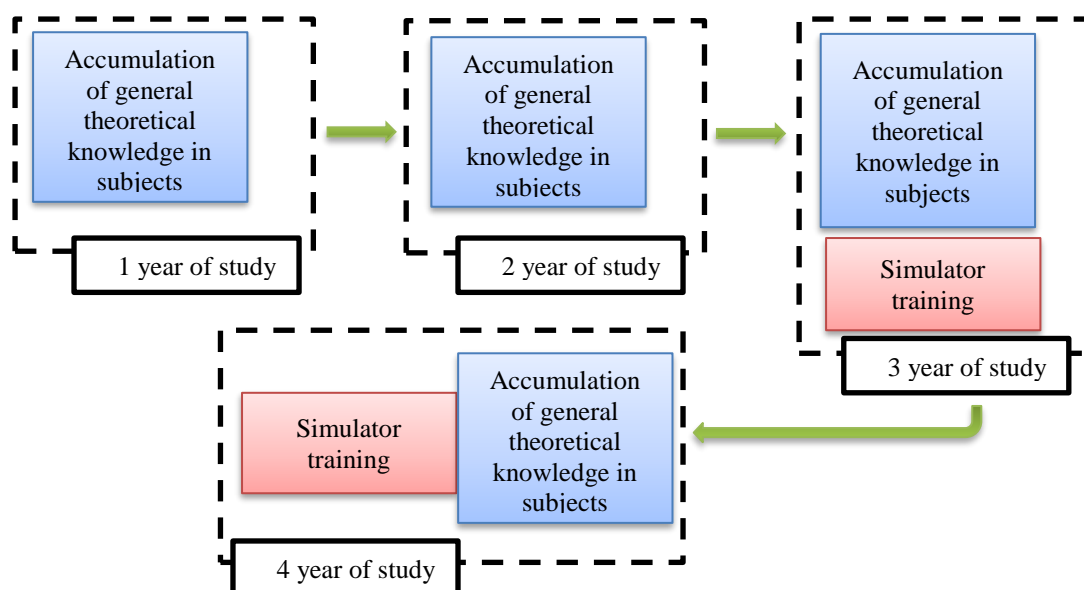 Accumulation
of general
theoretical
knowledge in
subjects
1 year of study
Accumulation
of general
theoretical
knowledge in
subjects
2 year of study
Accumulation
of general
theoretical
knowledge in
subjects
Simulator
training
3 year of study
Simulator
training
Accumulation
of general
theoretical
knowledge in
subjects
4 year of study